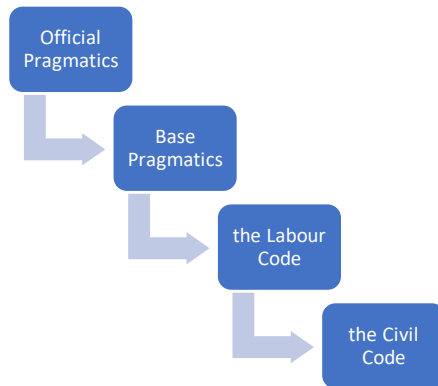 Official
Pragmatics
Base
Pragmatics
the Labour
Code
the Civil
Code